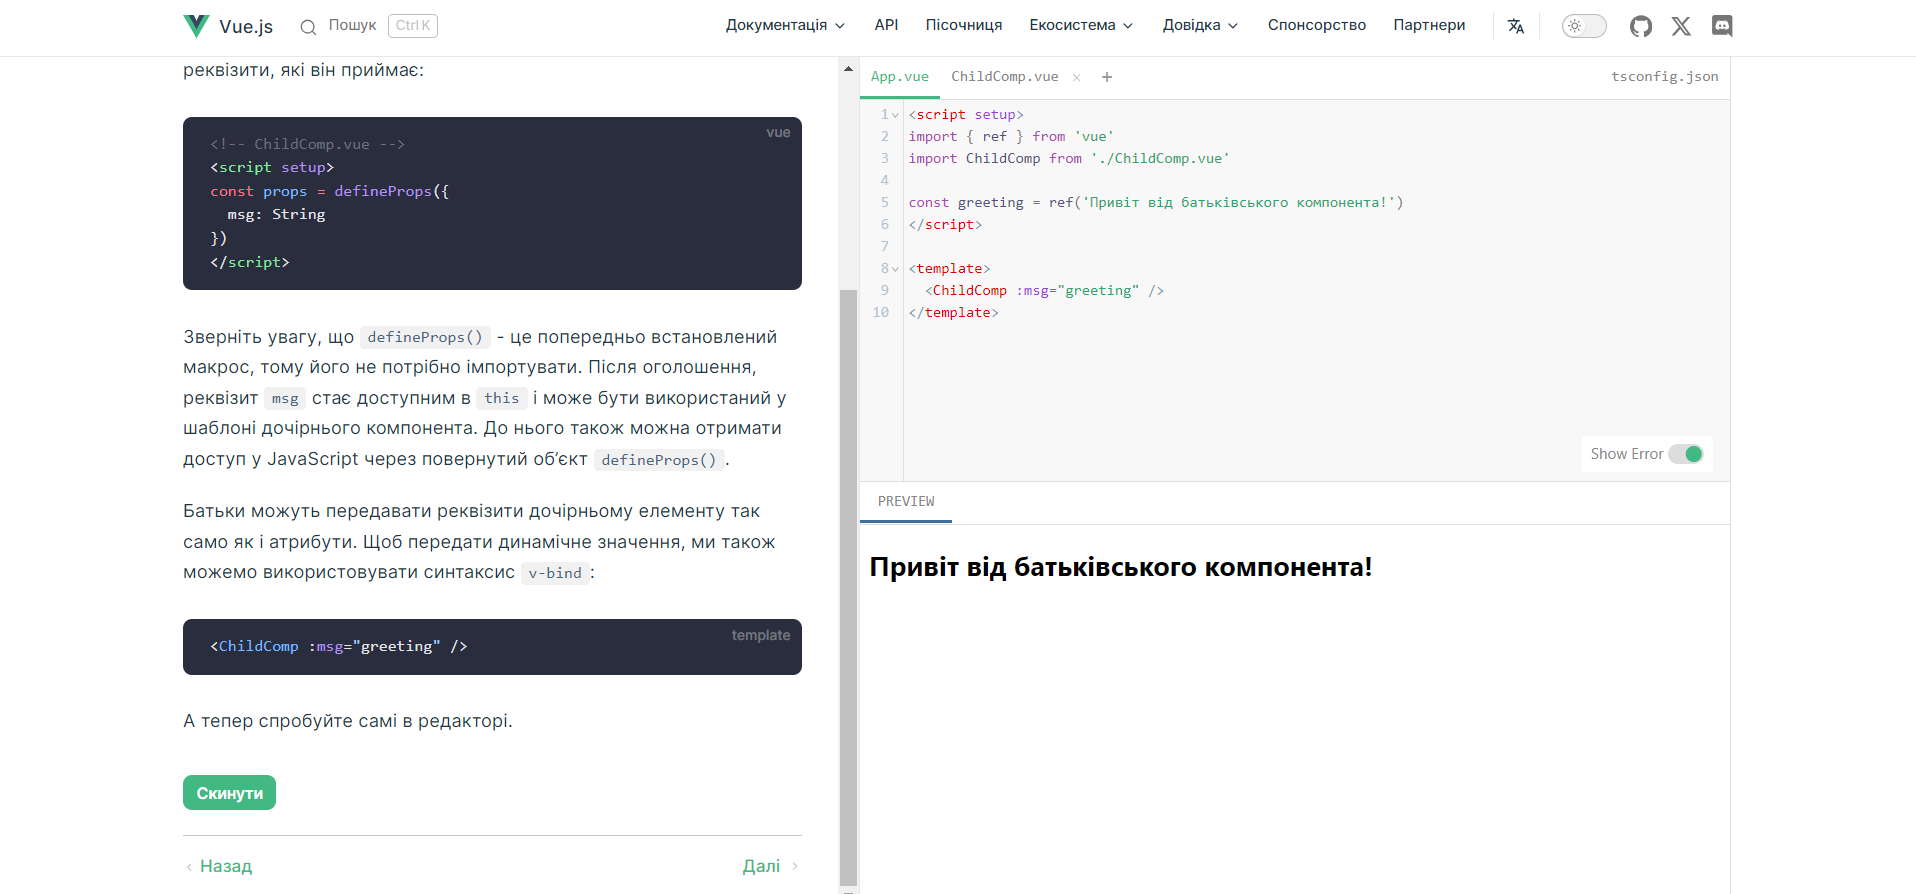 Vue.js
Пошук
Ctrl K
Документація
API
Пісочниця
Екосистема
Довідка
Спонсорство
Партнери
реквізити, які він приймає:
vue
<!-- ChildComp.vue -->
<script setup>
const props = defineProps({
  msg: String
})
</script>
Зверніть увагу, що defineProps() - це попередньо встановлений
макрос, тому його не потрібно імпортувати. Після оголошення,
реквізит msg стає доступним в this і може бути використаний у
шаблоні дочірнього компонента. До нього також можна отримати
доступ у JavaScript через повернутий об’єкт defineProps().
Батьки можуть передавати реквізити дочірньому елементу так
само як і атрибути. Щоб передати динамічне значення, ми також
можемо використовувати синтаксис v-bind:
template
<ChildComp :msg="greeting" />
А тепер спробуйте самі в редакторі.
Скинути
‹ Назад
Далі ›
App.vue
ChildComp.vue ×
+
tsconfig.json
1 <script setup>
2 import { ref } from 'vue'
3 import ChildComp from './ChildComp.vue'
4
5 const greeting = ref('Привіт від батьківського компонента!')
6 </script>
7
8 <template>
9   <ChildComp :msg="greeting" />
10 </template>
Show Error
PREVIEW
Привіт від батьківського компонента!